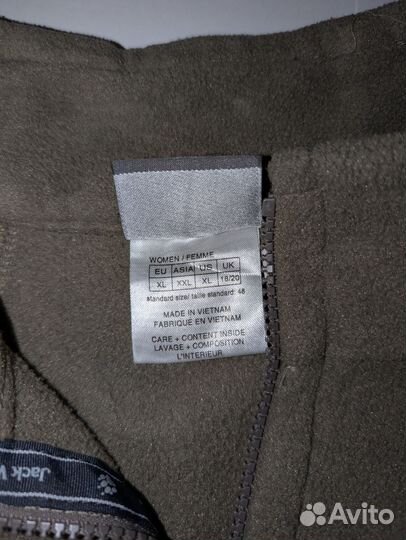 WOMEN / FEMME
EU ASIA US UK
XL XXL XL 18/20
Standard size/ taille standard: 48
MADE IN VIETNAM
FABRIQUE EN VIETNAM
CARE + CONTENT INSIDE
LAVAGE + COMPOSITION
L'INTERIEUR
Jack
Avito